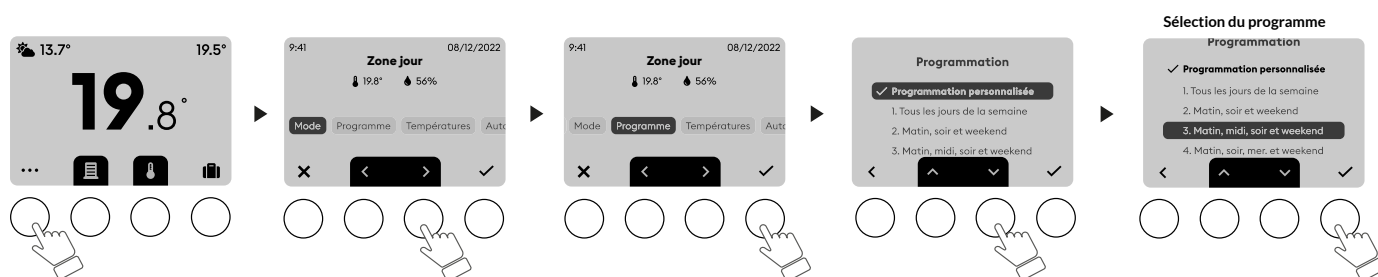 13.7° 19.5°
19.8°
9:41 08/12/2022
Zone jour
19.8° 56%
Mode Programme Températures Auto
9:41 08/12/2022
Zone jour
19.8° 56%
Mode Programme Températures Auto
Programmation
Programmation personnalisée
1. Tous les jours de la semaine
2. Matin, soir et weekend
3. Matin, midi, soir et weekend
Sélection du programme
Programmation
Programmation personnalisée
1. Tous les jours de la semaine
2. Matin, soir et weekend
3. Matin, midi, soir et weekend
4. Matin, soir, mer. et weekend